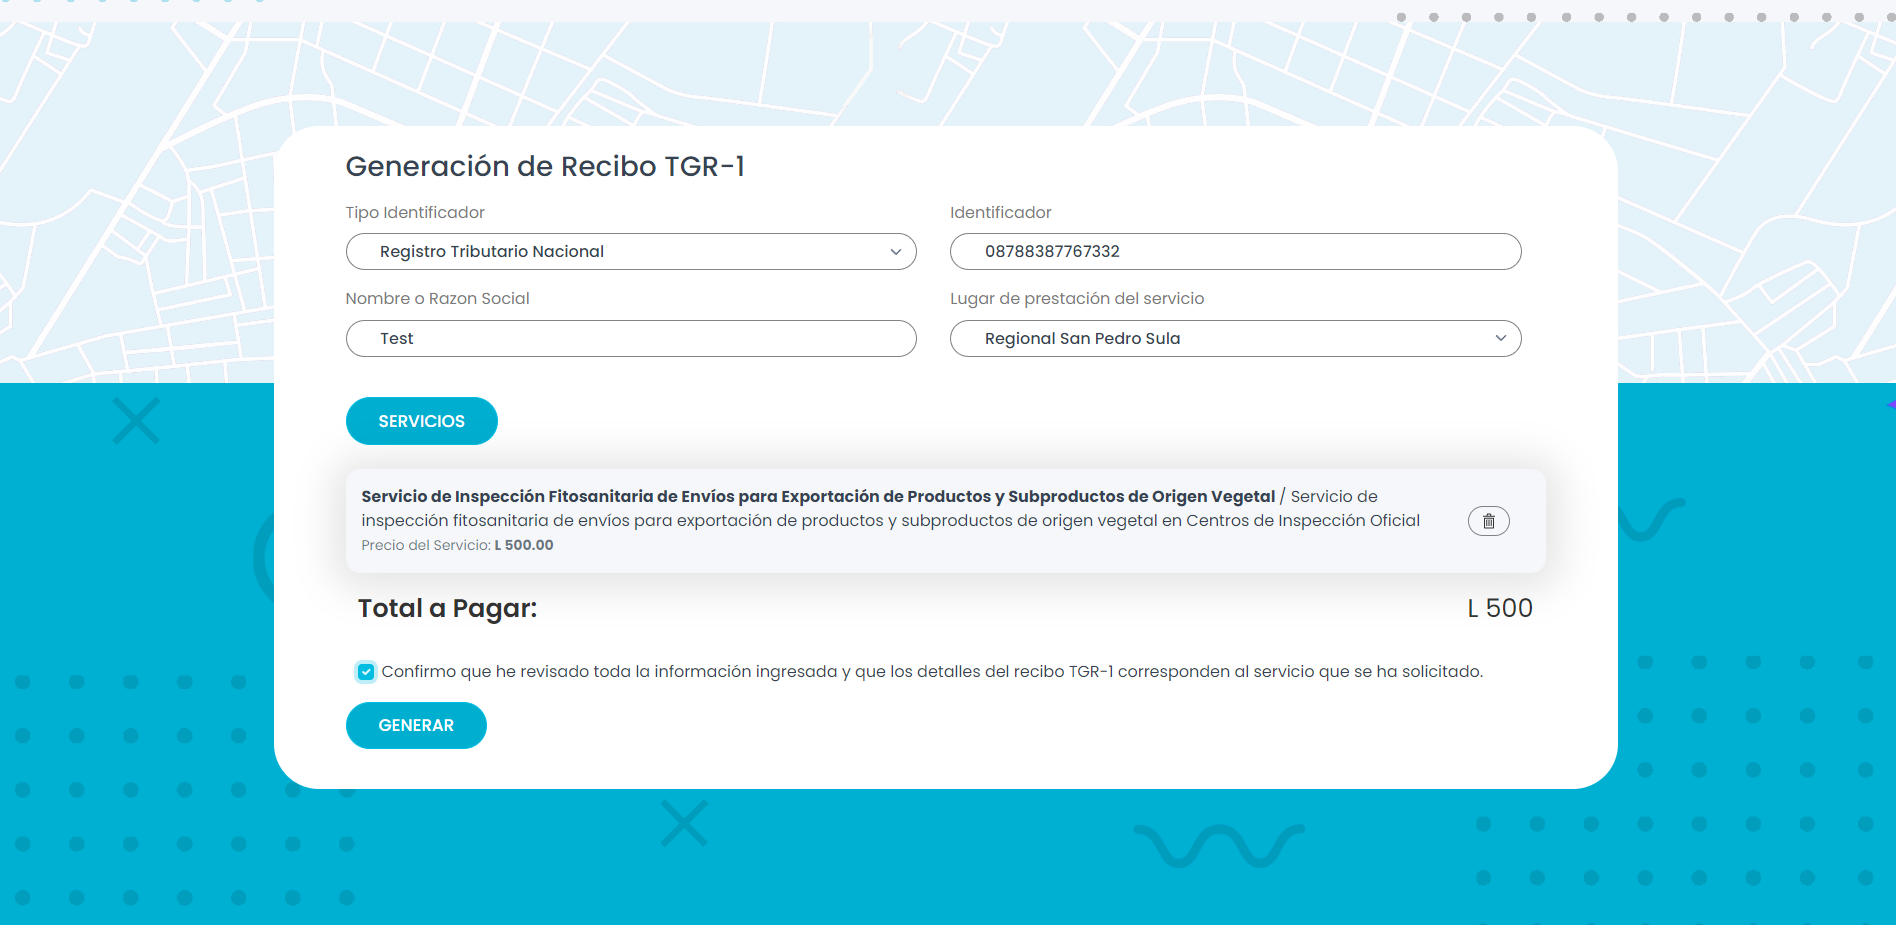 Generación de Recibo TGR-1
Tipo Identificador
Identificador
Registro Tributario Nacional
08788387767332
Nombre o Razon Social
Lugar de prestación del servicio
Test
Regional San Pedro Sula
SERVICIOS
Servicio de Inspección Fitosanitaria de Envíos para Exportación de Productos y Subproductos de Origen Vegetal / Servicio de
inspección fitosanitaria de envíos para exportación de productos y subproductos de origen vegetal en Centros de Inspección Oficial
Precio del Servicio: L 500.00
Total a Pagar:
L 500
Confirmo que he revisado toda la información ingresada y que los detalles del recibo TGR-1 corresponden al servicio que se ha solicitado.
GENERAR